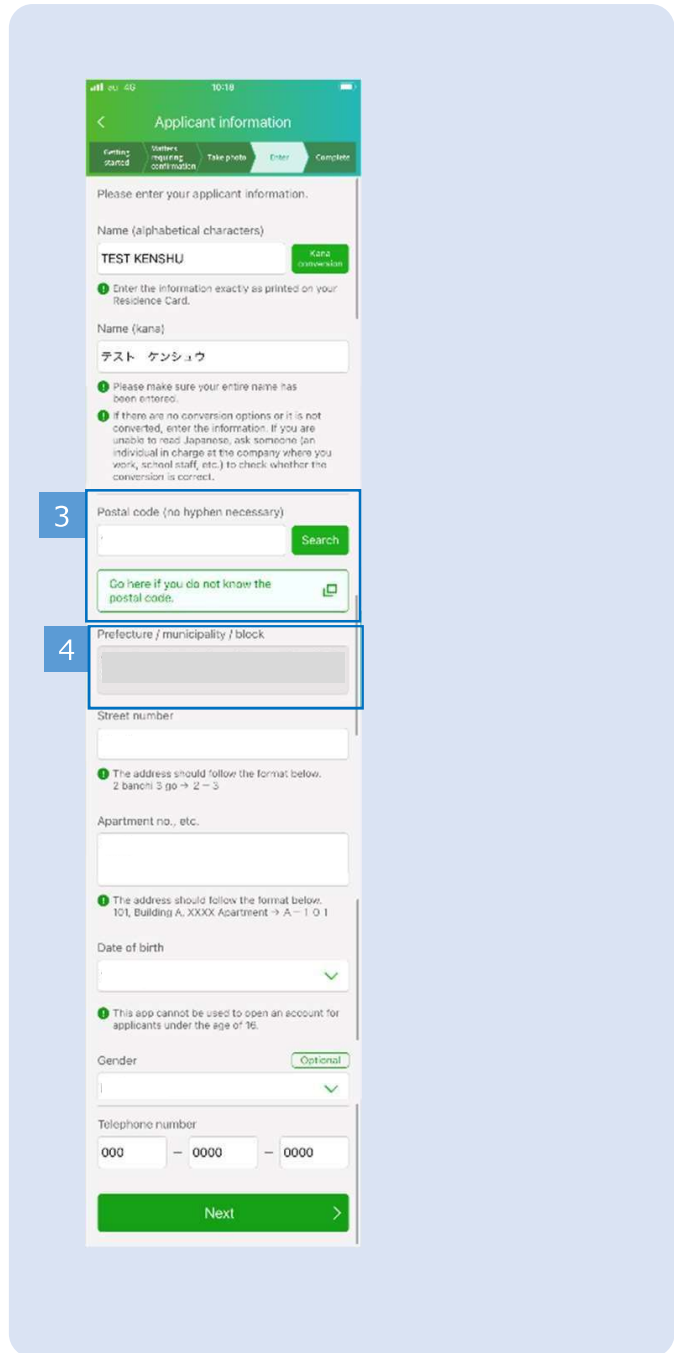 au 4G 10:18
Applicant information
Getting started
Matters requiring confirmation
Take photo
Enter
Complete
Please enter your applicant information.
Name (alphabetical characters)
TEST KENSHU
Kana conversion
Enter the information exactly as printed on your
Residence Card.
Name (kana)
テスト　ケンシュウ
Please make sure your entire name has
been entered.
If there are no conversion options or it is not
converted, enter the information. If you are
unable to read Japanese, ask someone (an
individual in charge at the company where you
work, school staff, etc.) to check whether the
conversion is correct.
3
Postal code (no hyphen necessary)
Search
Go here if you do not know the
postal code.
4
Prefecture / municipality / block
Street number
The address should follow the format below.
2 banchi 3 go → 2－3
Apartment no., etc.
The address should follow the format below.
101, Building A, XXXX Apartment → A－１０１
Date of birth
This app cannot be used to open an account for
applicants under the age of 16.
Gender
Optional
Telephone number
000 － 0000 － 0000
Next